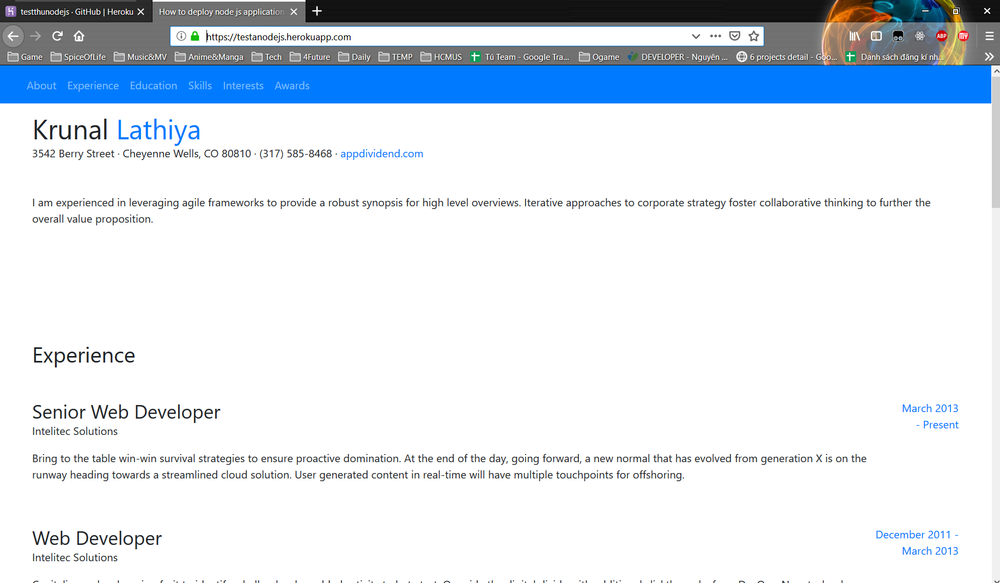 testthunodejs · GitHub | Heroku
How to deploy node js application
https://testanodejs.herokuapp.com
ABP
MY
Game SpiceOfLife Music&MV Anime&Manga Tech 4Future Daily TEMP HCMUS Tú Team - Google Tra... Ogame DEVELOPER - Nguyên ... 6 projects detail - Goo... Danh sách đăng kí nh...
About Experience Education Skills Interests Awards
Krunal Lathiya
3542 Berry Street · Cheyenne Wells, CO 80810 · (317) 585-8468 · appdividend.com
I am experienced in leveraging agile frameworks to provide a robust synopsis for high level overviews. Iterative approaches to corporate strategy foster collaborative thinking to further the
overall value proposition.
Experience
Senior Web Developer
March 2013
- Present
Intelitec Solutions
Bring to the table win-win survival strategies to ensure proactive domination. At the end of the day, going forward, a new normal that has evolved from generation X is on the
runway heading towards a streamlined cloud solution. User generated content in real-time will have multiple touchpoints for offshoring.
Web Developer
December 2011 -
March 2013
Intelitec Solutions